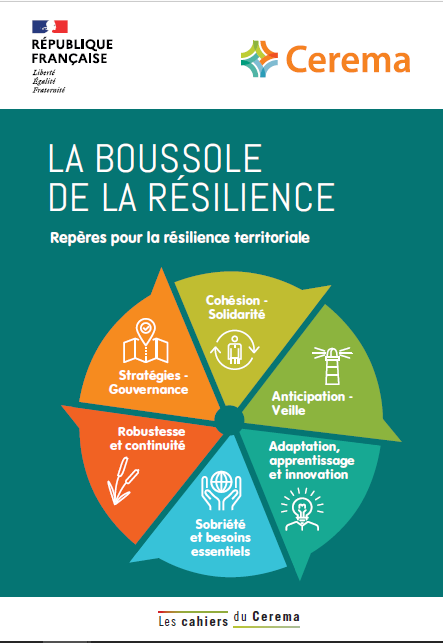 RÉPUBLIQUE
FRANÇAISE
Liberté
Égalité
Fraternité
Cerema
LA BOUSSOLE
DE LA RÉSILIENCE
Repères pour la résilience territoriale
Cohésion -
Solidarité
Anticipation -
Veille
Adaptation,
apprentissage
et innovation
Sobriété
et besoins
essentiels
Robustesse
et continuité
Stratégies -
Gouvernance
Les cahiers du Cerema